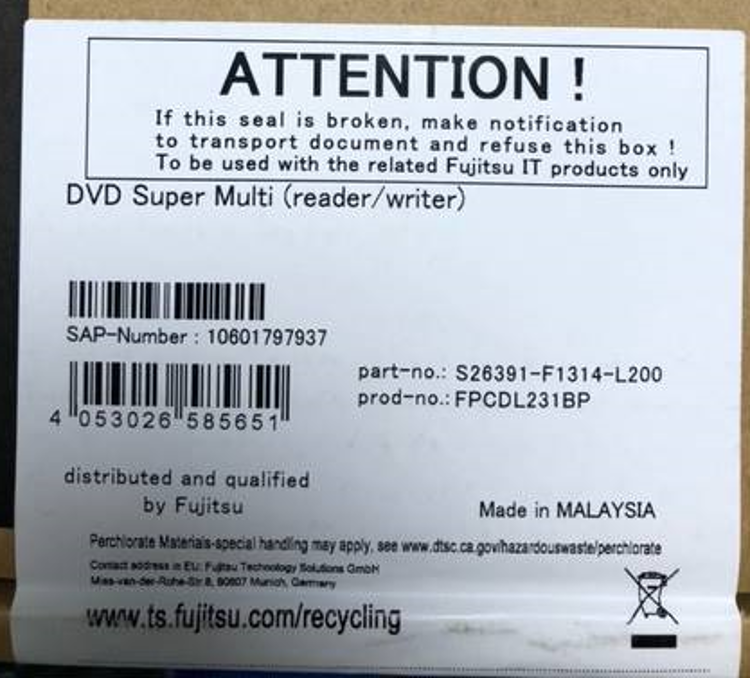 ATTENTION !
If this seal is broken, make notification
to transport document and refuse this box !
To be used with the related Fujitsu IT products only
DVD Super Multi (reader/writer)
SAP-Number : 10601797937
part-no.: S26391-F1314-L200
prod-no.: FPCDL231BP
4 053026 585651
distributed and qualified
by Fujitsu
Made in MALAYSIA
Perchlorate Materials-special handling may apply, see www.dtsc.ca.gov/hazardouswaste/perchlorate
Contact address in EU: Fujitsu Technology Solutions GmbH
Mies-van-der-Rohe-Str 8, 80807 Munich, Germany
www.ts.fujitsu.com/recycling